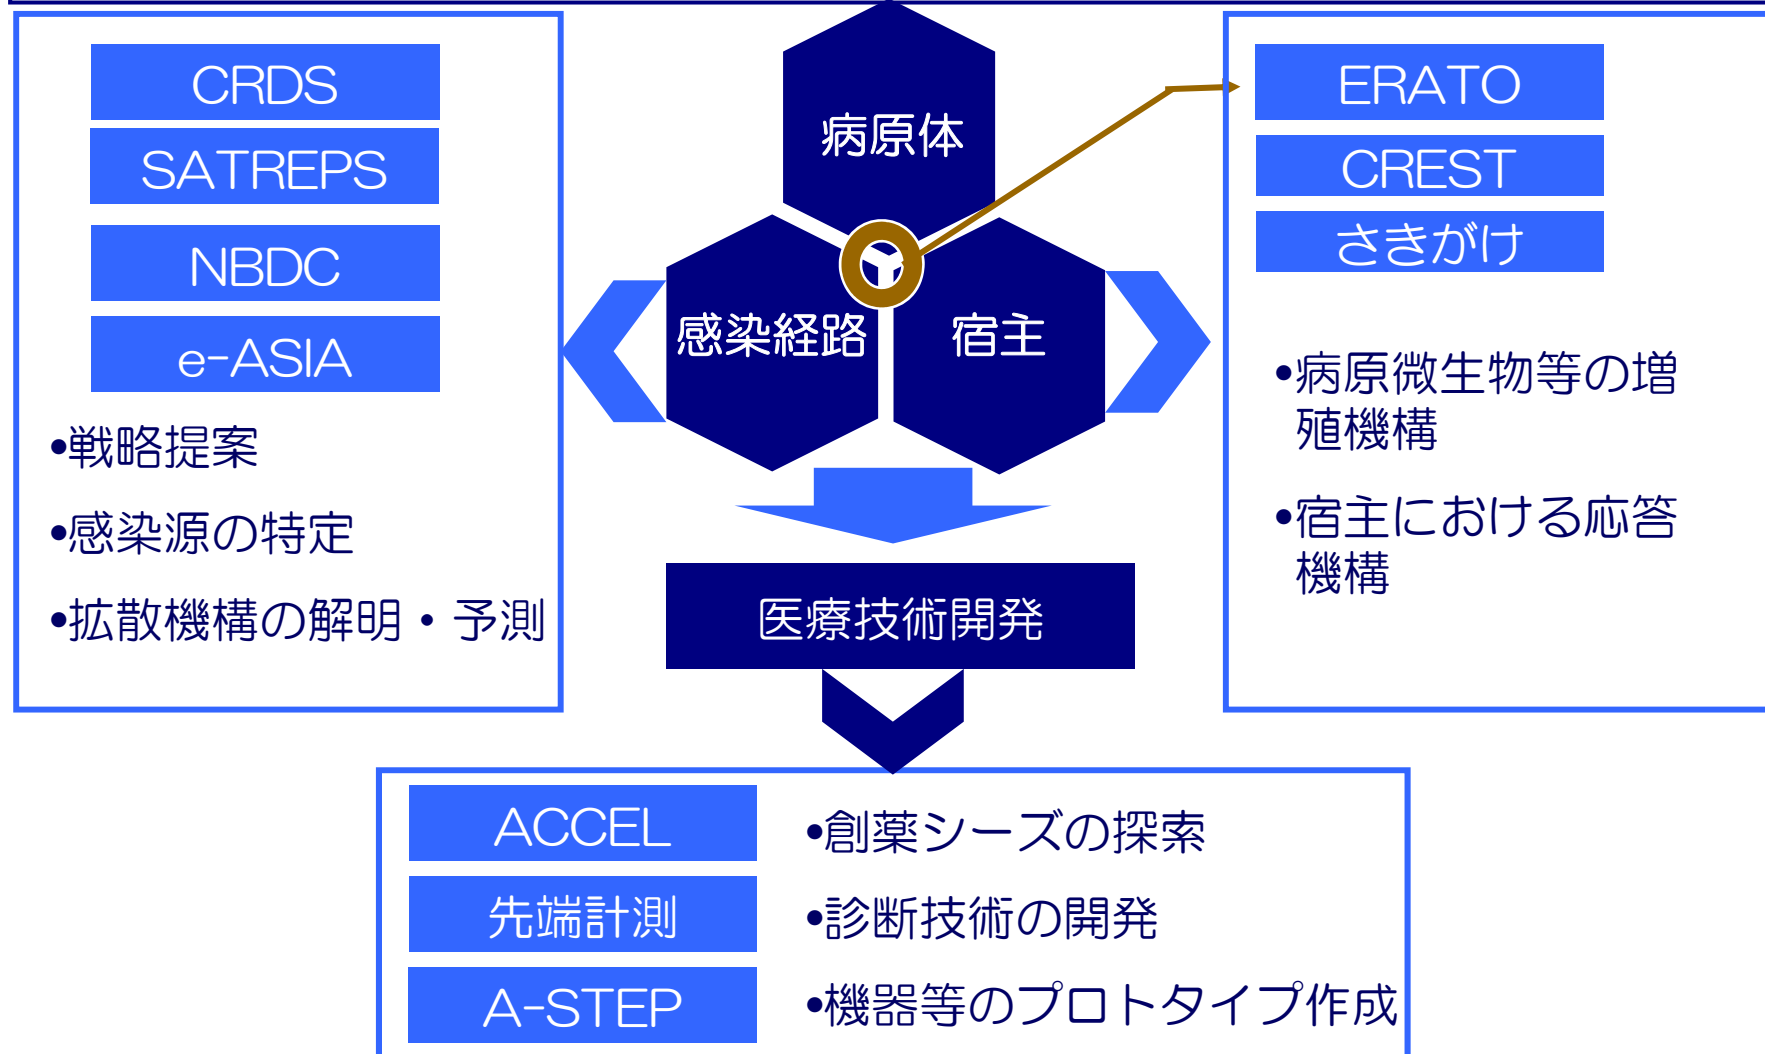 CRDS
SATREPS
NBDC
e-ASIA
•戦略提案
•感染源の特定
•拡散機構の解明・予測
病原体
感染経路
宿主
医療技術開発
ERATO
CREST
さきがけ
•病原微生物等の増
殖機構
•宿主における応答
機構
ACCEL
先端計測
A-STEP
•創薬シーズの探索
•診断技術の開発
•機器等のプロトタイプ作成